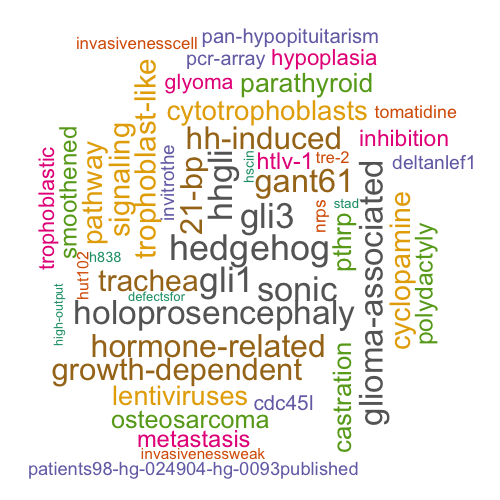 pan-hypopituitarism
invasivenesscell
pcr-array hypoplasia
glyoma parathyroid
cytotrophoblasts tomatidine
hh-induced inhibition
htlv-1 tre-2 deltanlef1
trophoblastic
smoothened
pathway
signaling
trophoblast-like
invitrothe
21-bp
hhgli
hscin
gant61
gli3
nrps
stad
pthrp
glioma-associated
cyclopamine
polydactyly
hedgehog
h838
hut102
trachea gli1 sonic
defectsfor
high-output
holoprosencephaly
hormone-related
growth-dependent
castration
lentiviruses cdc45l
osteosarcoma
metastasis
invasivenessweak
patients98-hg-024904-hg-0093published